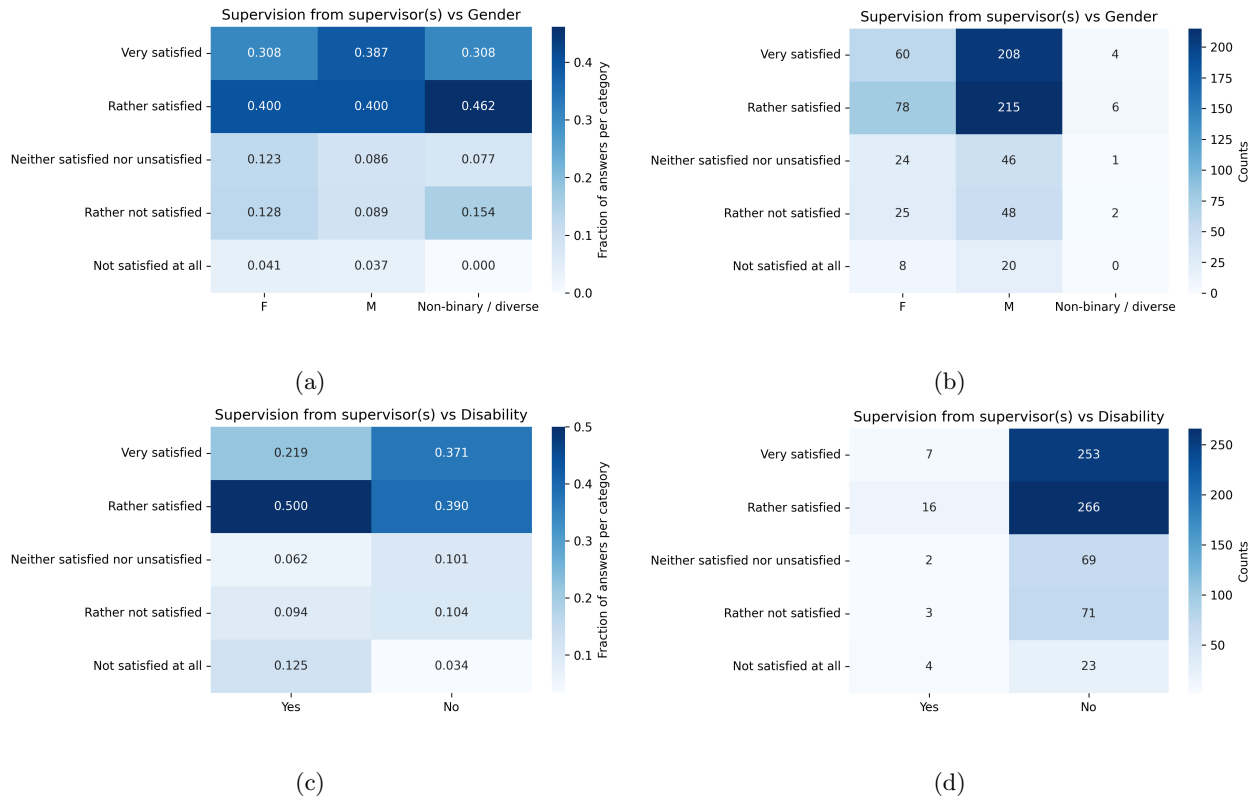 Supervision from supervisor(s) vs Gender
Very satisfied 0.308 0.387 0.308
Rather satisfied 0.400 0.400 0.462
Neither satisfied nor unsatisfied 0.123 0.086 0.077
Rather not satisfied 0.128 0.089 0.154
Not satisfied at all 0.041 0.037 0.000
F M Non-binary / diverse
0.4
0.3
0.2
0.1
0.0
Fraction of answers per category
(a)
Supervision from supervisor(s) vs Gender
Very satisfied 60 208 4
Rather satisfied 78 215 6
Neither satisfied nor unsatisfied 24 46 1
Rather not satisfied 25 48 2
Not satisfied at all 8 20 0
F M Non-binary / diverse
200
175
150
125
100
75
50
25
0
Counts
(b)
Supervision from supervisor(s) vs Disability
Very satisfied 0.219 0.371
Rather satisfied 0.500 0.390
Neither satisfied nor unsatisfied 0.062 0.101
Rather not satisfied 0.094 0.104
Not satisfied at all 0.125 0.034
Yes No
0.5
0.4
0.3
0.2
0.1
Fraction of answers per category
(c)
Supervision from supervisor(s) vs Disability
Very satisfied 7 253
Rather satisfied 16 266
Neither satisfied nor unsatisfied 2 69
Rather not satisfied 3 71
Not satisfied at all 4 23
Yes No
250
200
150
100
50
Counts
(d)